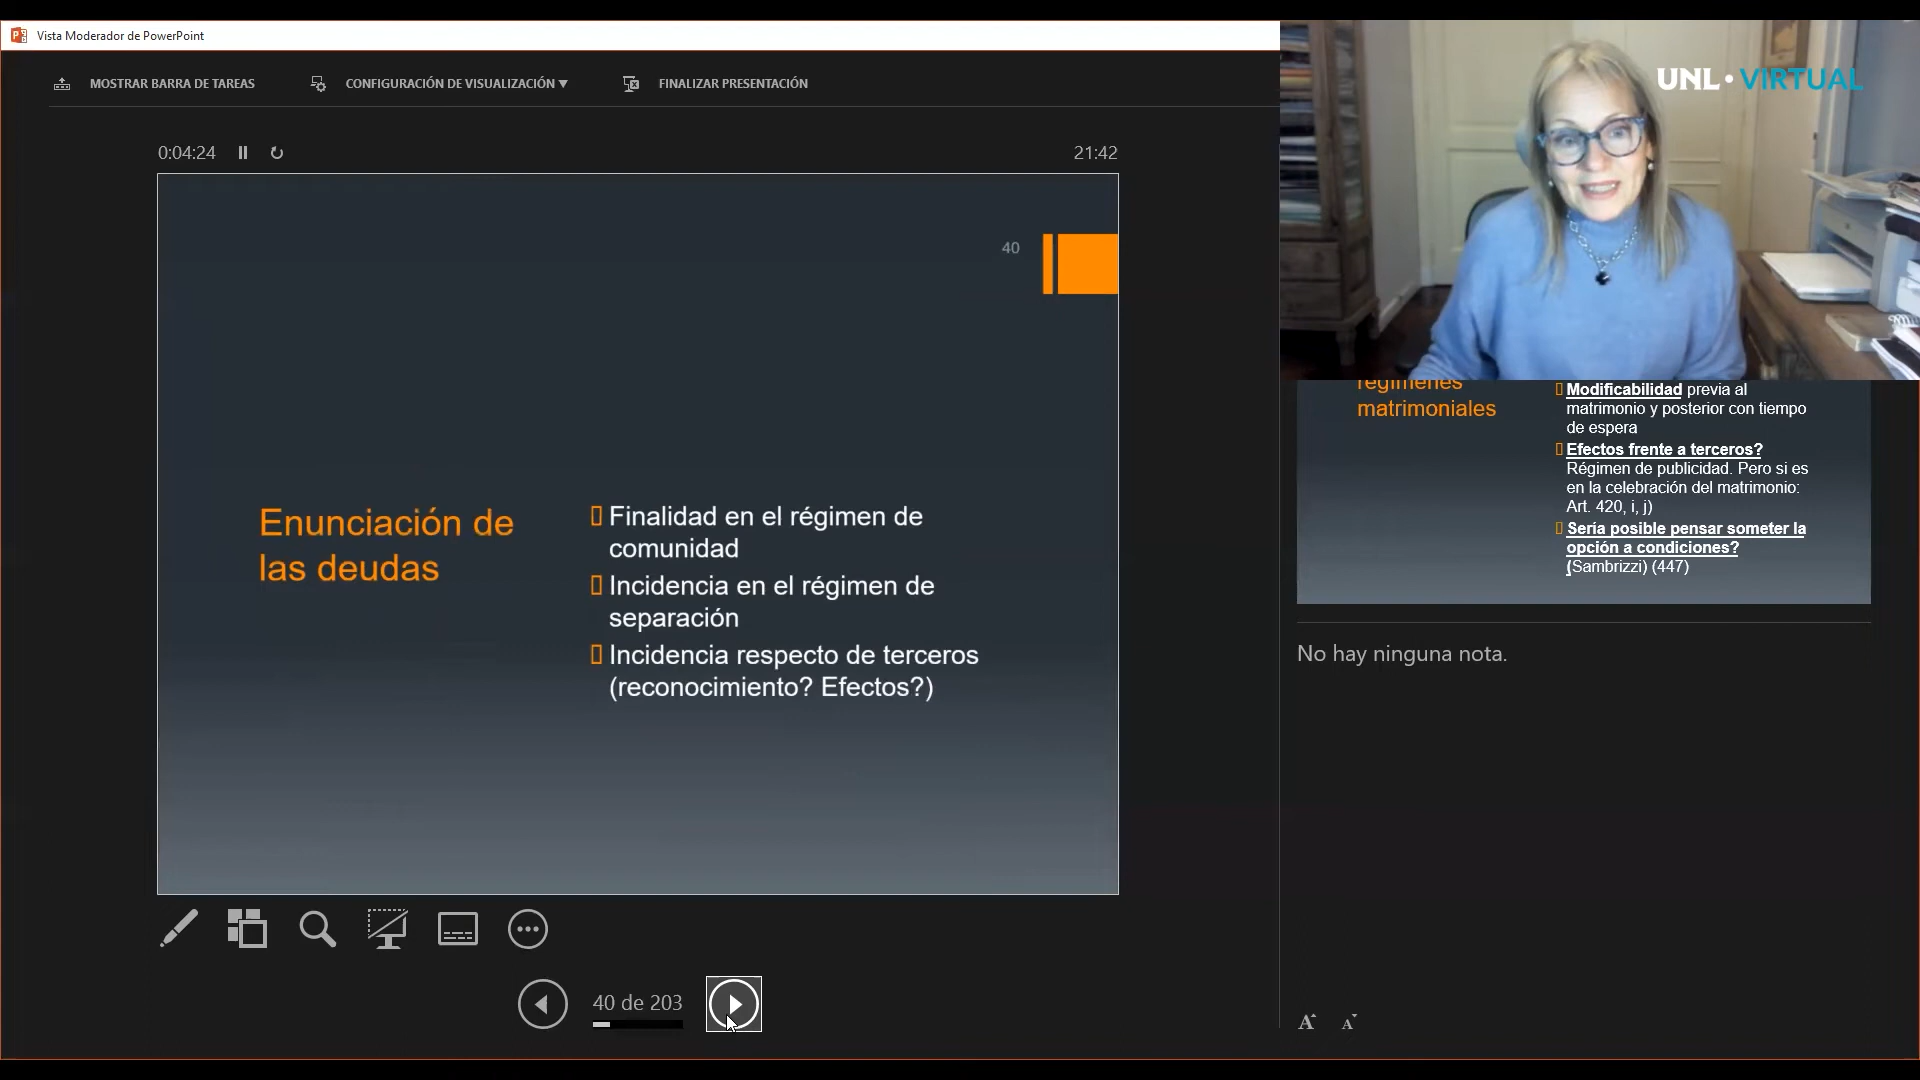 Vista Moderador de PowerPoint
MOSTRAR BARRA DE TAREAS
CONFIGURACIÓN DE VISUALIZACIÓN
FINALIZAR PRESENTACIÓN
UNL • VIRTUAL
0:04:24
21:42
40
Enunciación de
las deudas
Finalidad en el régimen de
comunidad
Incidencia en el régimen de
separación
Incidencia respecto de terceros
(reconocimiento? Efectos?)
40 de 203
regímenes
matrimoniales
Modificabilidad previa al
matrimonio y posterior con tiempo
de espera
Efectos frente a terceros?
Régimen de publicidad. Pero si es
en la celebración del matrimonio:
Art. 420, i, j)
Sería posible pensar someter la
opción a condiciones?
(Sambrizzi) (447)
No hay ninguna nota.
A A